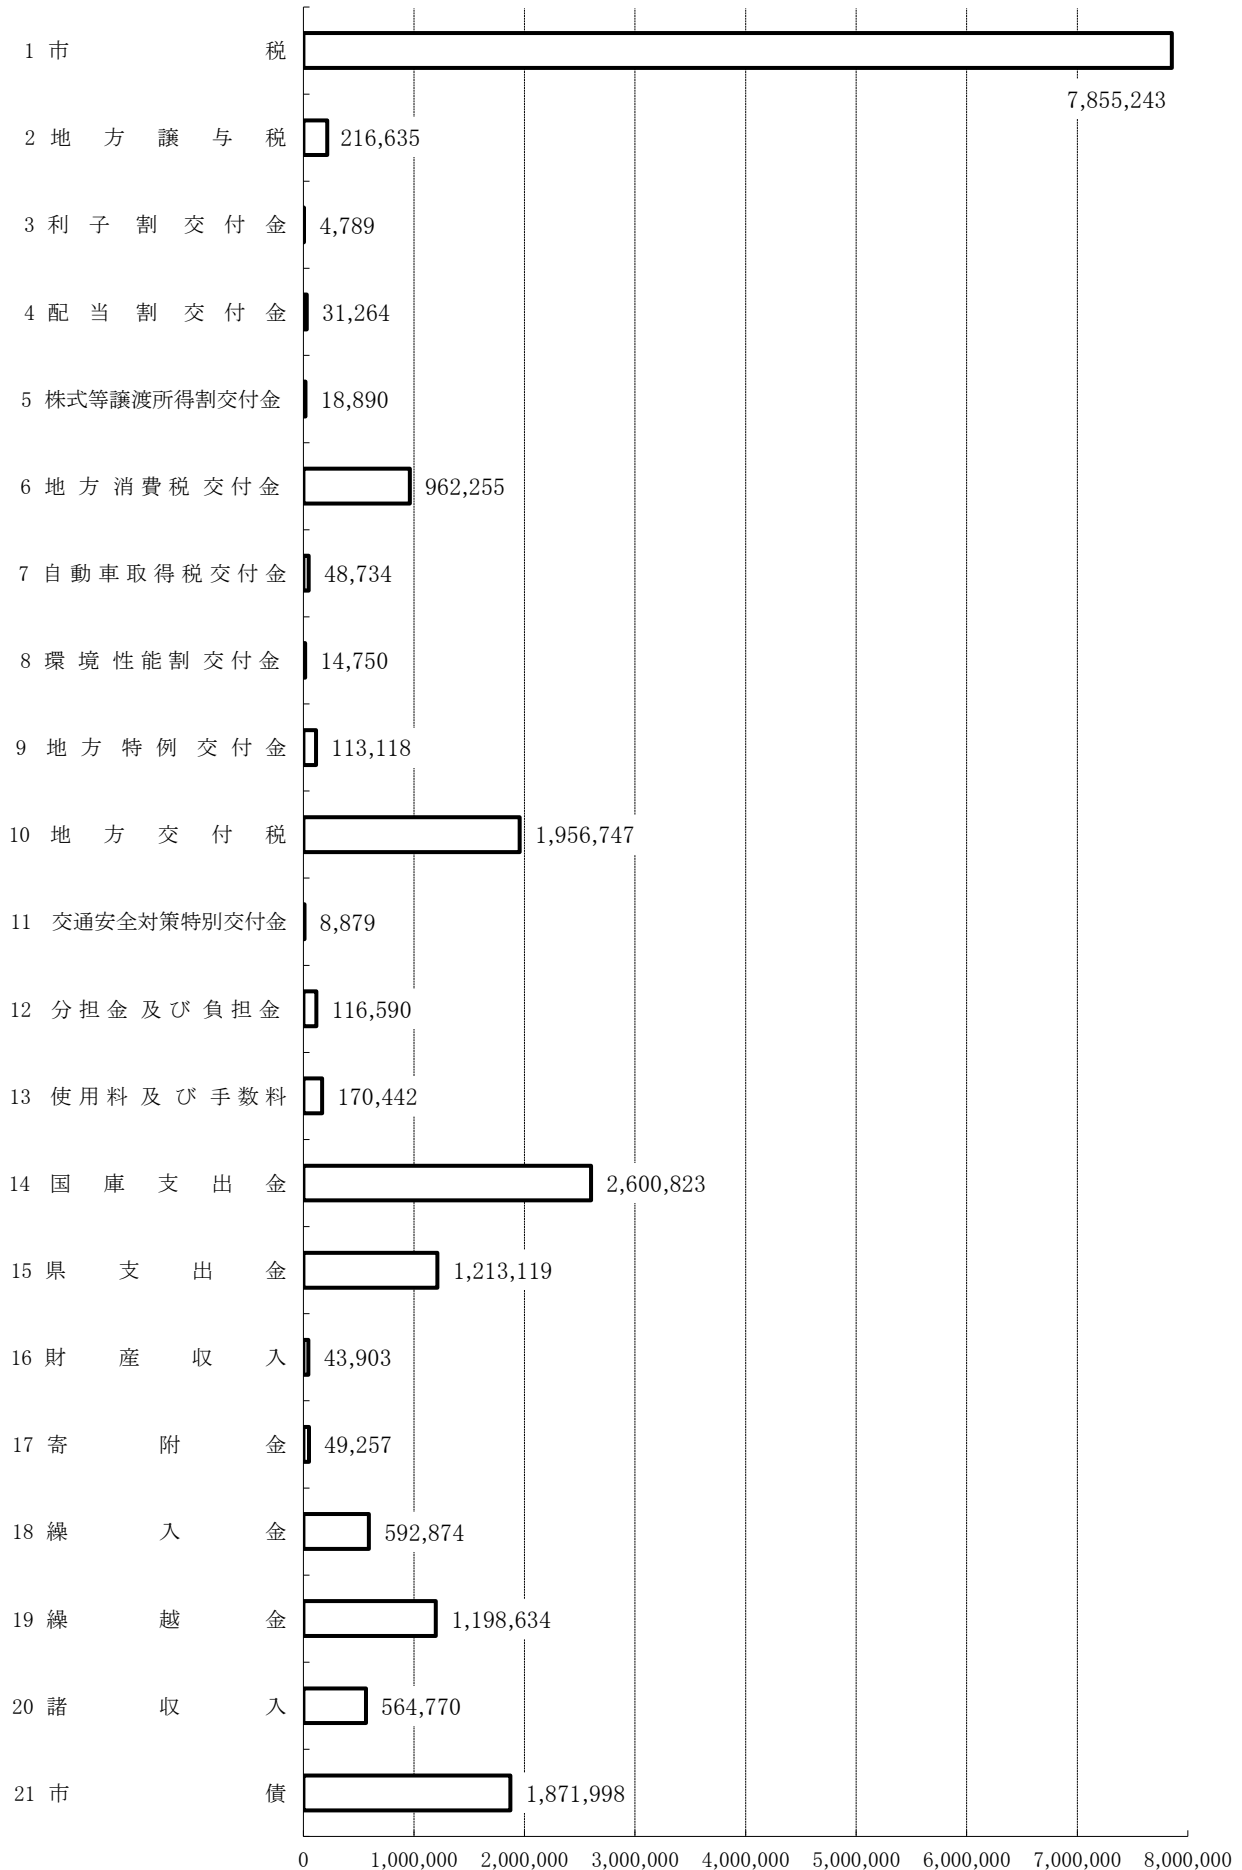 1 市税
7,855,243
2 地方譲与税 216,635
3 利子割交付金 4,789
4 配当割交付金 31,264
5 株式等譲渡所得割交付金 18,890
6 地方消費税交付金 962,255
7 自動車取得税交付金 48,734
8 環境性能割交付金 14,750
9 地方特例交付金 113,118
10 地方交付税 1,956,747
11 交通安全対策特別交付金 8,879
12 分担金及び負担金 116,590
13 使用料及び手数料 170,442
14 国庫支出金 2,600,823
15 県支出金 1,213,119
16 財産収入 43,903
17 寄附金 49,257
18 繰入金 592,874
19 繰越金 1,198,634
20 諸収入 564,770
21 市債 1,871,998
0 1,000,000 2,000,000 3,000,000 4,000,000 5,000,000 6,000,000 7,000,000 8,000,000